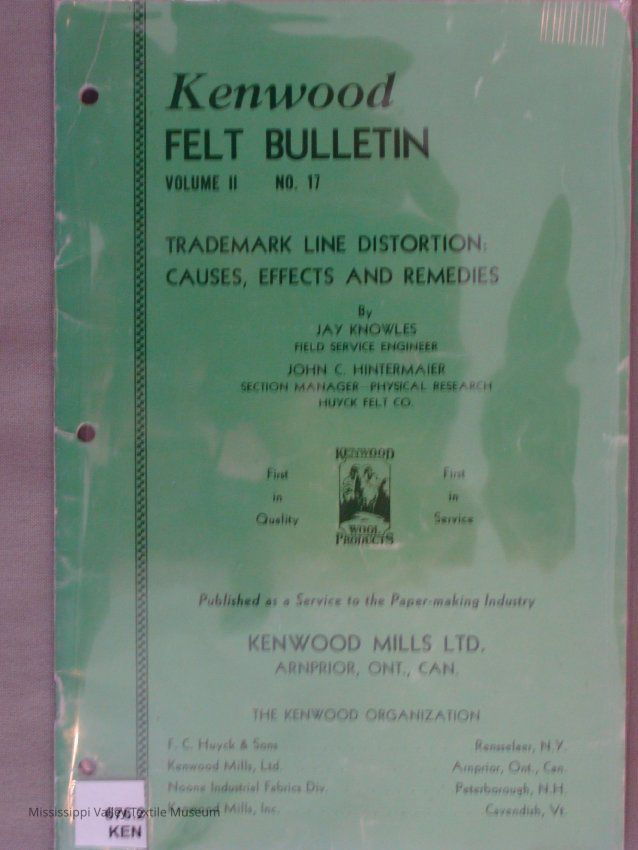 Kenwood
FELT BULLETIN
VOLUME II NO. 17
TRADEMARK LINE DISTORTION:
CAUSES, EFFECTS AND REMEDIES
By
JAY KNOWLES
FIELD SERVICE ENGINEER
JOHN C. HINTERMAIER
SECTION MANAGER—PHYSICAL RESEARCH
HUYCK FELT CO.
KENWOOD
First in Quality
First in Service
WOOL
PRODUCTS
Published as a Service to the Paper-making Industry
KENWOOD MILLS LTD.
ARNPRIOR, ONT., CAN.
THE KENWOOD ORGANIZATION
F. C. Huyck & Sons Rensselaer, N.Y.
Kenwood Mills, Ltd. Arnprior, Ont., Can.
Noone Industrial Fabrics Div. Peterborough, N.H.
Kenwood Mills, Inc. Cavendish, Vt.
Mississippi Valley Textile Museum
KEN